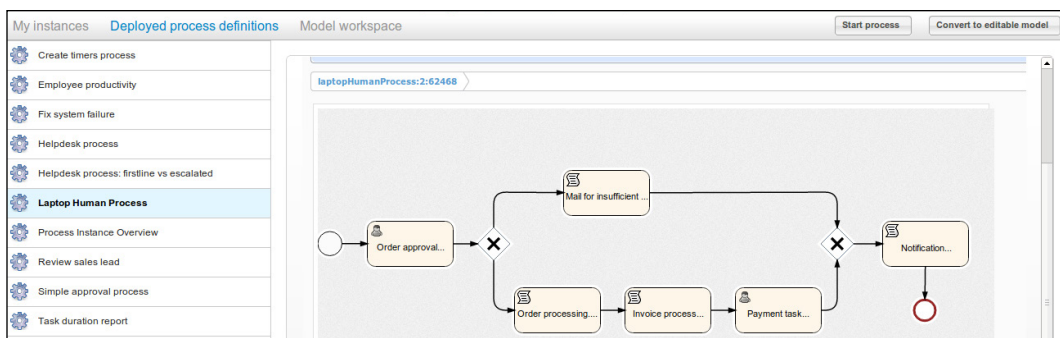 My instances Deployed process definitions Model workspace Start process Convert to editable model
Create timers process
Employee productivity
Fix system failure
Helpdesk process
Helpdesk process: firstline vs escalated
Laptop Human Process
Process Instance Overview
Review sales lead
Simple approval process
Task duration report
laptopHumanProcess:2:62468
Mail for insufficient ...
Order approval...
Notification...
Order processing....
Invoice process...
Payment task...